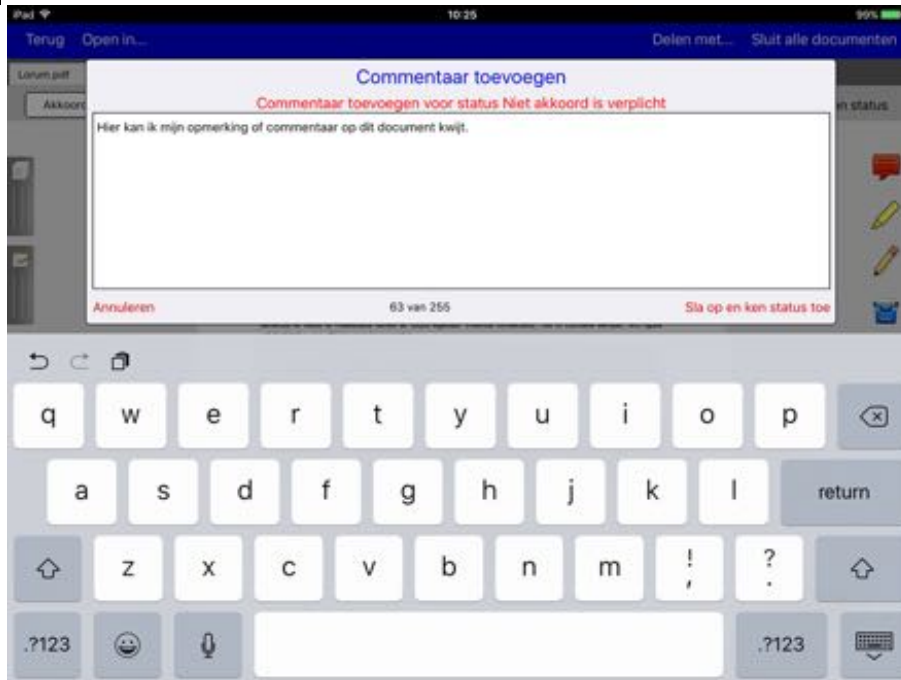 iPad 10:25 99%
Terug Open in... Delen met... Sluit alle documenten
Lorum.pdf
Akkoord
n status
Commentaar toevoegen
Commentaar toevoegen voor status Niet akkoord is verplicht
Hier kan ik mijn opmerking of commentaar op dit document kwijt.
Annuleren 63 van 255 Sla op en ken status toe
q w e r t y u i o p
a s d f g h j k l return
z x c v b n m ! , ? .
.?123 .?123